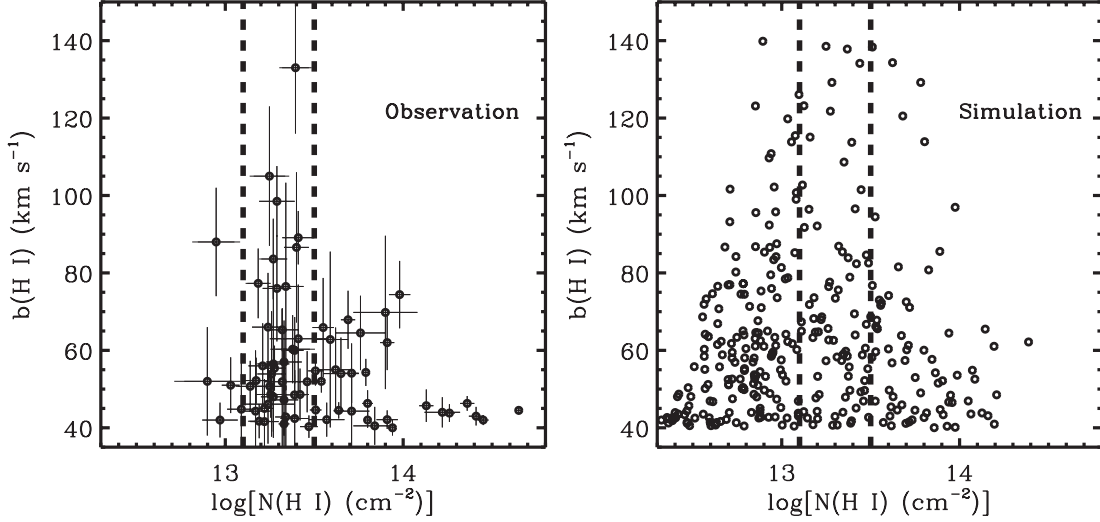 140
120
100
80
60
40
b(H I) (km s⁻¹)
Observation
13
14
log[N(H I) (cm⁻²)]
140
120
100
80
60
40
b(H I) (km s⁻¹)
Simulation
13
14
log[N(H I) (cm⁻²)]